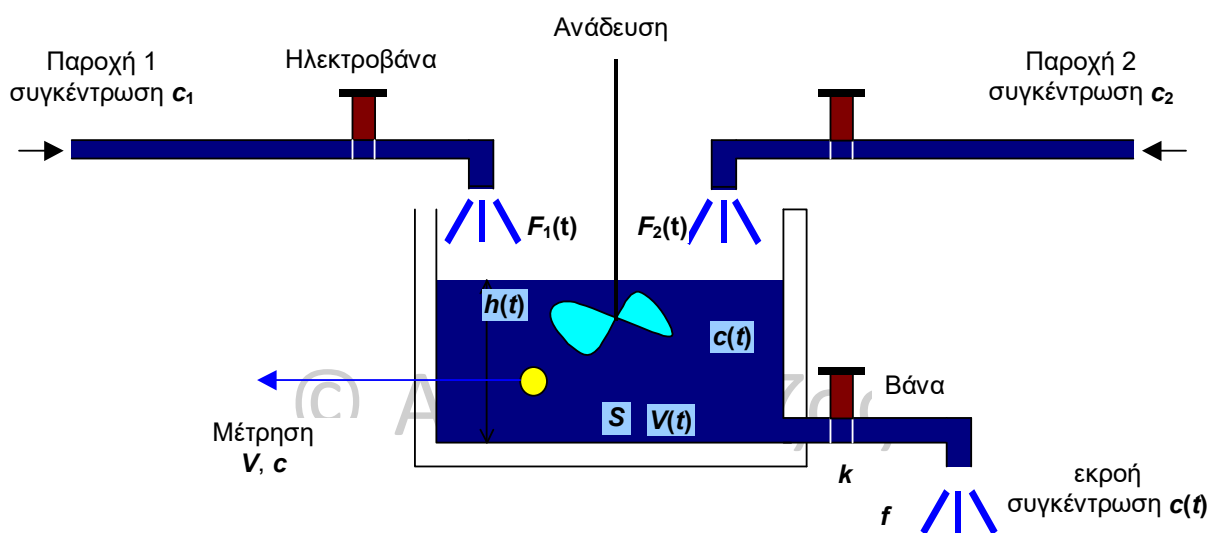 Ανάδευση
Παροχή 1
συγκέντρωση c₁
Ηλεκτροβάνα
Παροχή 2
συγκέντρωση c₂
F₁(t)
F₂(t)
h(t)
c(t)
S
V(t)
Μέτρηση
V, c
Βάνα
k
f
εκροή
συγκέντρωση c(t)
©